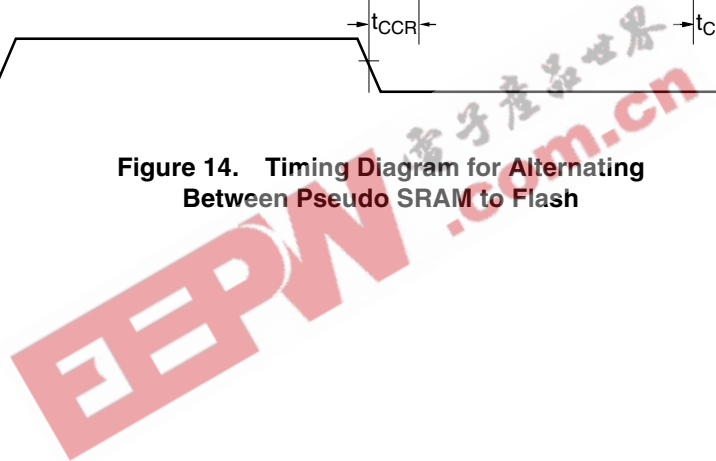 tCCR
tC
Figure 14. Timing Diagram for Alternating
Between Pseudo SRAM to Flash
电子产品世界
EEPW
.com.cn